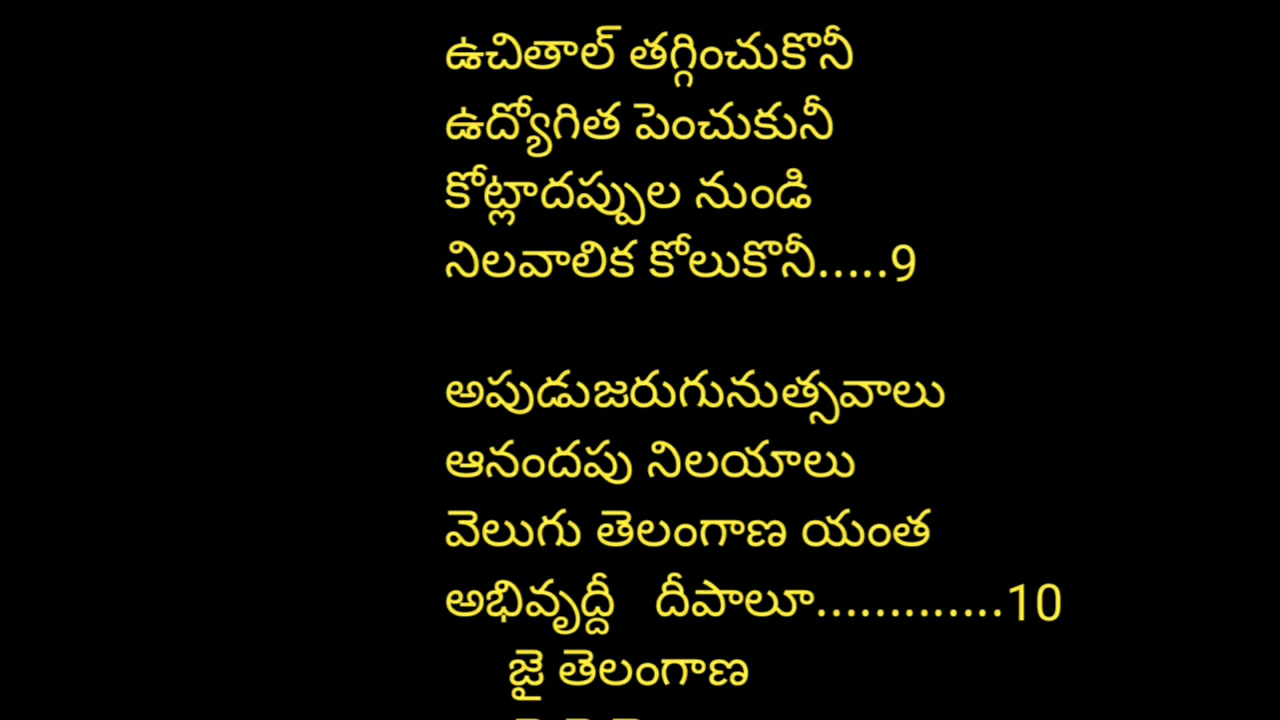 ఉచితాల్ తగ్గించుకొనీ
ఉద్యోగిత పెంచుకునీ
కోట్లాదప్పుల నుండి
నిలవాలిక కోలుకొనీ.....9
అపుడుజరుగునుత్సవాలు
ఆనందపు నిలయాలు
వెలుగు తెలంగాణ యంత
అభివృద్దీ   దీపాలూ.............10
జై తెలంగాణ